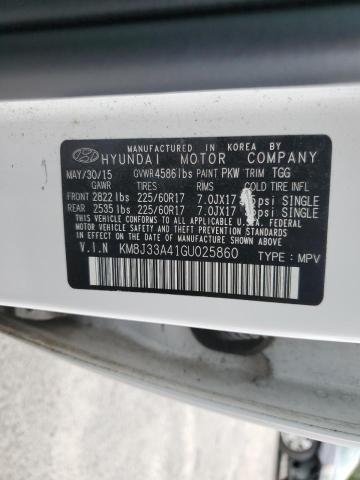 MANUFACTURED IN KOREA BY
HYUNDAI MOTOR COMPANY
MAY/30/15 GVWR 4586 lbs PAINT PKW TRIM TGG
GAWR TIRES RIMS COLD TIRE INFL
FRONT 2822 lbs 225/60R17 7.0JX17 psi SINGLE
REAR 2535 lbs 225/60R17 7.0JX17 psi SINGLE
THIS VEHICLE CONFORMS TO ALL
APPLICABLE U.S. FEDERAL
MOTOR VEHICLE SAFETY, BUMPER,
AND THEFT PREVENTION STANDARDS
IN EFFECT ON THE DATE OF
MANUFACTURE SHOWN ABOVE.
V.I.N KM8J33A41GU025860 TYPE : MPV